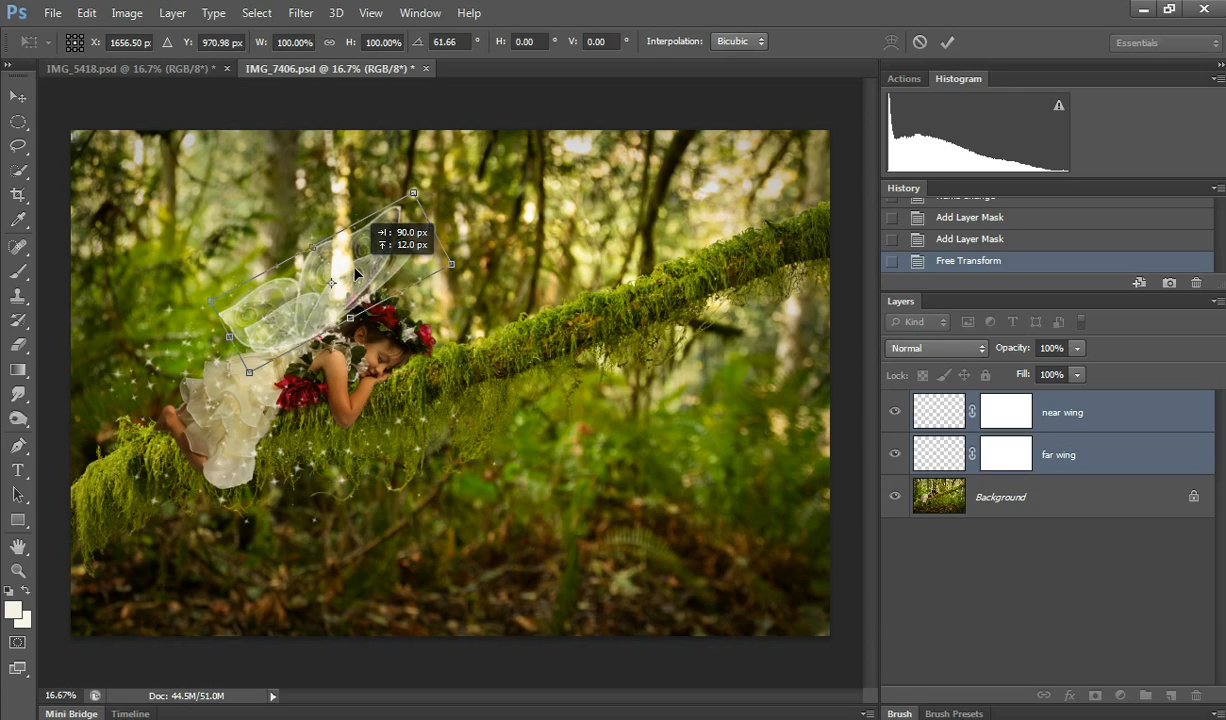 Ps File Edit Image Layer Type Select Filter 3D View Window Help
X: 1656.50 px Y: 970.98 px W: 100.00% H: 100.00% 61.66 ° H: 0.00 ° V: 0.00 ° Interpolation: Bicubic Essentials
IMG_5418.psd @ 16.7% (RGB/8*) * × IMG_7406.psd @ 16.7% (RGB/8*) * ×
Actions Histogram
History
Add Layer Mask
Add Layer Mask
Free Transform
: 90.0 px
: 12.0 px
Layers
Kind
Normal Opacity: 100%
Lock: Fill: 100%
near wing
far wing
Background
16.67% Doc: 44.5M/51.0M
Mini Bridge Timeline
Brush Brush Presets